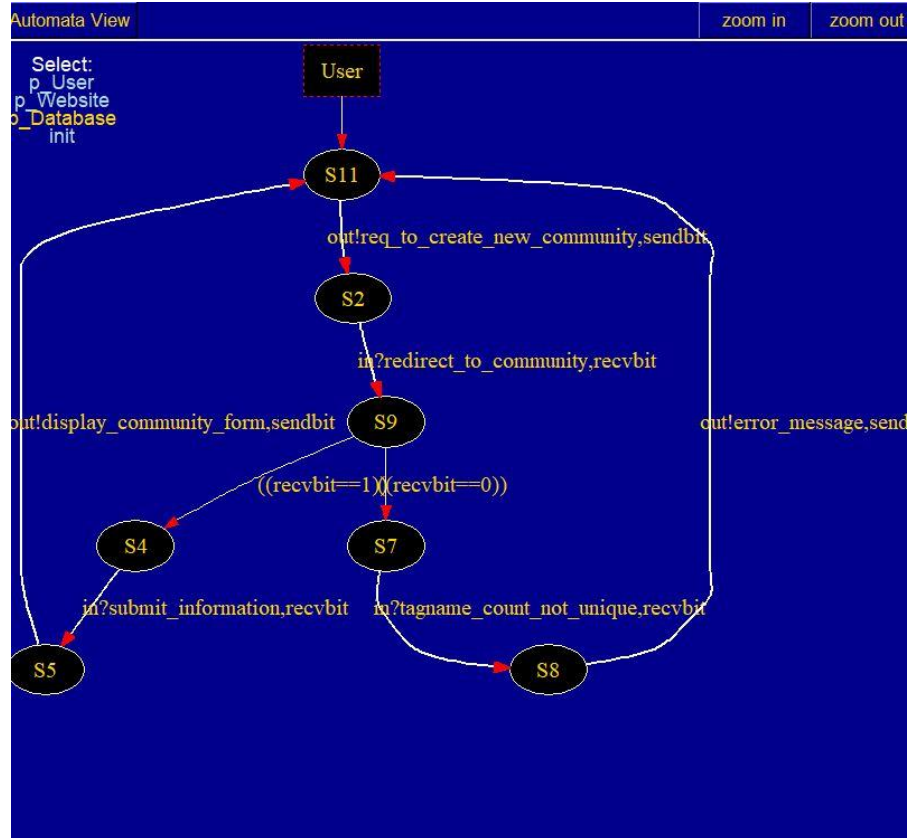 Automata View
zoom in
zoom out
Select:
p_User
p_Website
p_Database
init
User
S11
out!req_to_create_new_community,sendbit
S2
in?redirect_to_community,recvbit
out!display_community_form,sendbit
S9
out!error_message,send
((recvbit==1))
((recvbit==0))
S4
S7
in?submit_information,recvbit
in?tagname_count_not_unique,recvbit
S5
S8